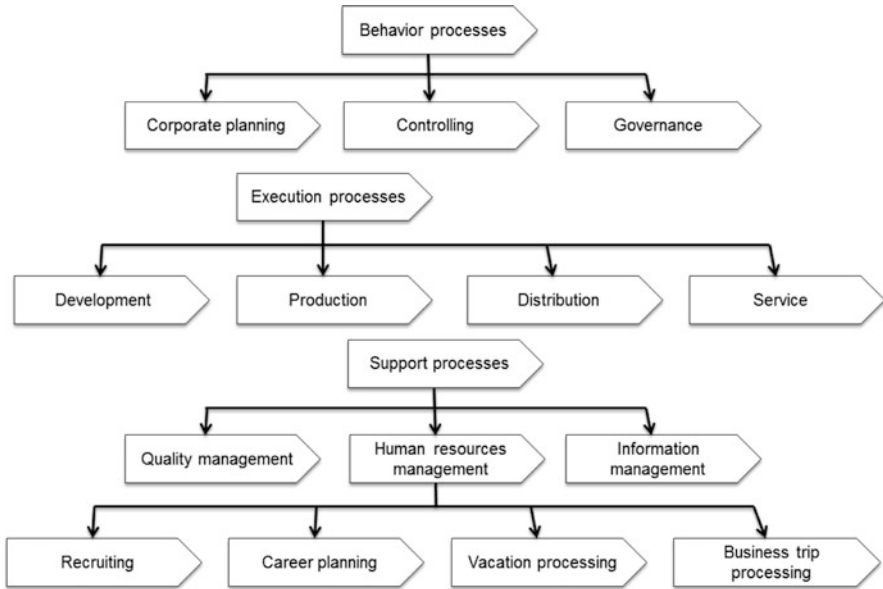 Behavior processes
Corporate planning
Controlling
Governance
Execution processes
Development
Production
Distribution
Service
Support processes
Quality management
Human resources
management
Information
management
Recruiting
Career planning
Vacation processing
Business trip
processing